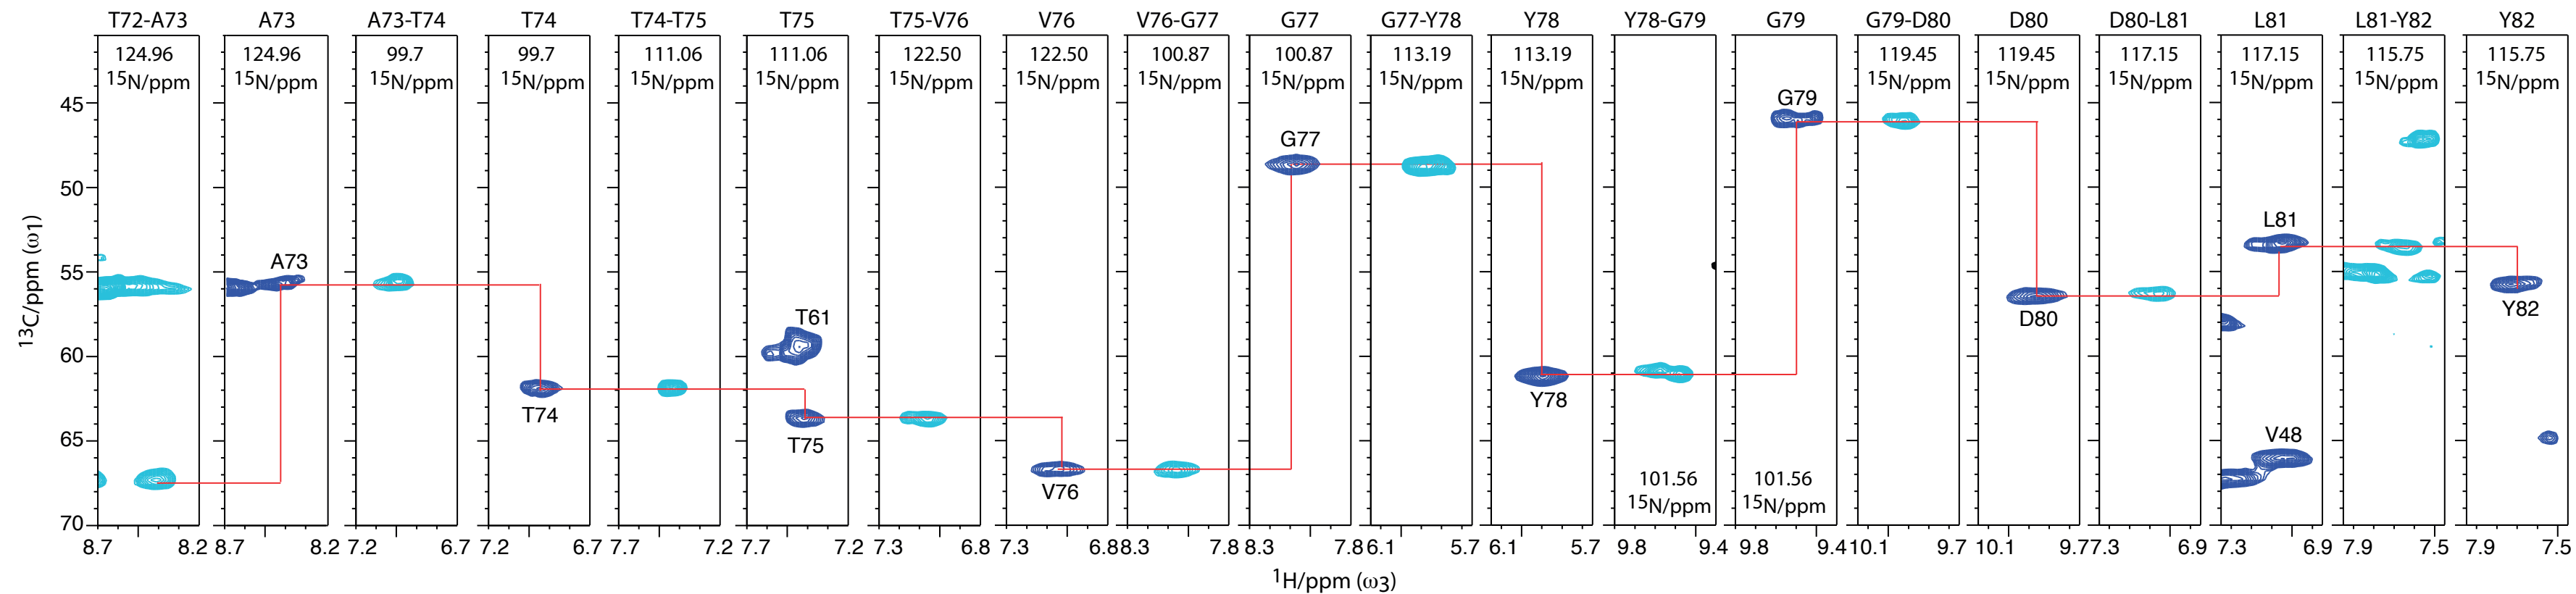 T72-A73 A73 A73-T74 T74 T74-T75 T75 T75-V76 V76 V76-G77 G77 G77-Y78 Y78 Y78-G79 G79 G79-D80 D80 D80-L81 L81 L81-Y82 Y82
124.96 124.96 99.7 99.7 111.06 111.06 122.50 122.50 100.87 100.87 113.19 113.19 119.45 119.45 117.15 117.15 115.75 115.75
15N/ppm 15N/ppm 15N/ppm 15N/ppm 15N/ppm 15N/ppm 15N/ppm 15N/ppm 15N/ppm 15N/ppm 15N/ppm 15N/ppm 15N/ppm 15N/ppm 15N/ppm 15N/ppm 15N/ppm 15N/ppm
45
G79
G77
50
L81
A73
55
Y82
T61
D80
13C/ppm (ω1)
60
Y78
T74
V48
65
T75
101.56 101.56
V76
15N/ppm 15N/ppm
70
8.7 8.2 8.7 8.2 7.2 6.7 7.2 6.7 7.7 7.2 7.7 7.2 7.3 6.8 7.3 6.8 8.3 7.8 8.3 7.8 6.1 5.7 6.1 5.7 9.8 9.4 9.8 9.4 10.1 9.7 10.1 9.7 7.3 6.9 7.3 6.9 7.9 7.5 7.9 7.5
1H/ppm (ω3)